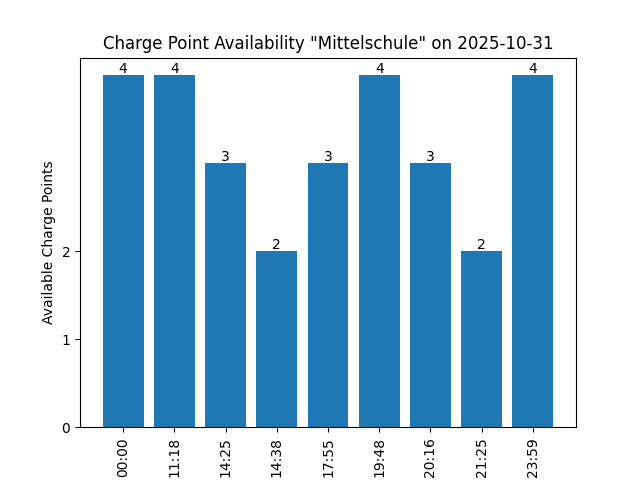 Charge Point Availability "Mittelschule" on 2025-10-31
4 4 3 2 3 4 3 2 4
Available Charge Points
2
1
0
00:00 11:18 14:25 14:38 17:55 19:48 20:16 21:25 23:59